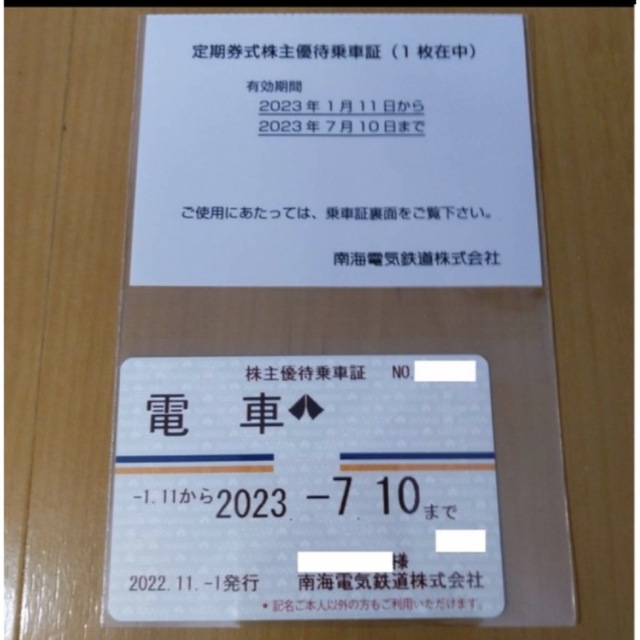 定期券式株主優待乗車証（1枚在中）
有効期間
2023年1月11日から
2023年7月10日まで
ご使用にあたっては、乗車証裏面をご覧下さい。
南海電気鉄道株式会社
株主優待乗車証 NO.
電 車
-1.11から2023.-7.10まで
様
2022.11.-1発行 南海電気鉄道株式会社
*記名ご本人以外の方もご利用いただけます。